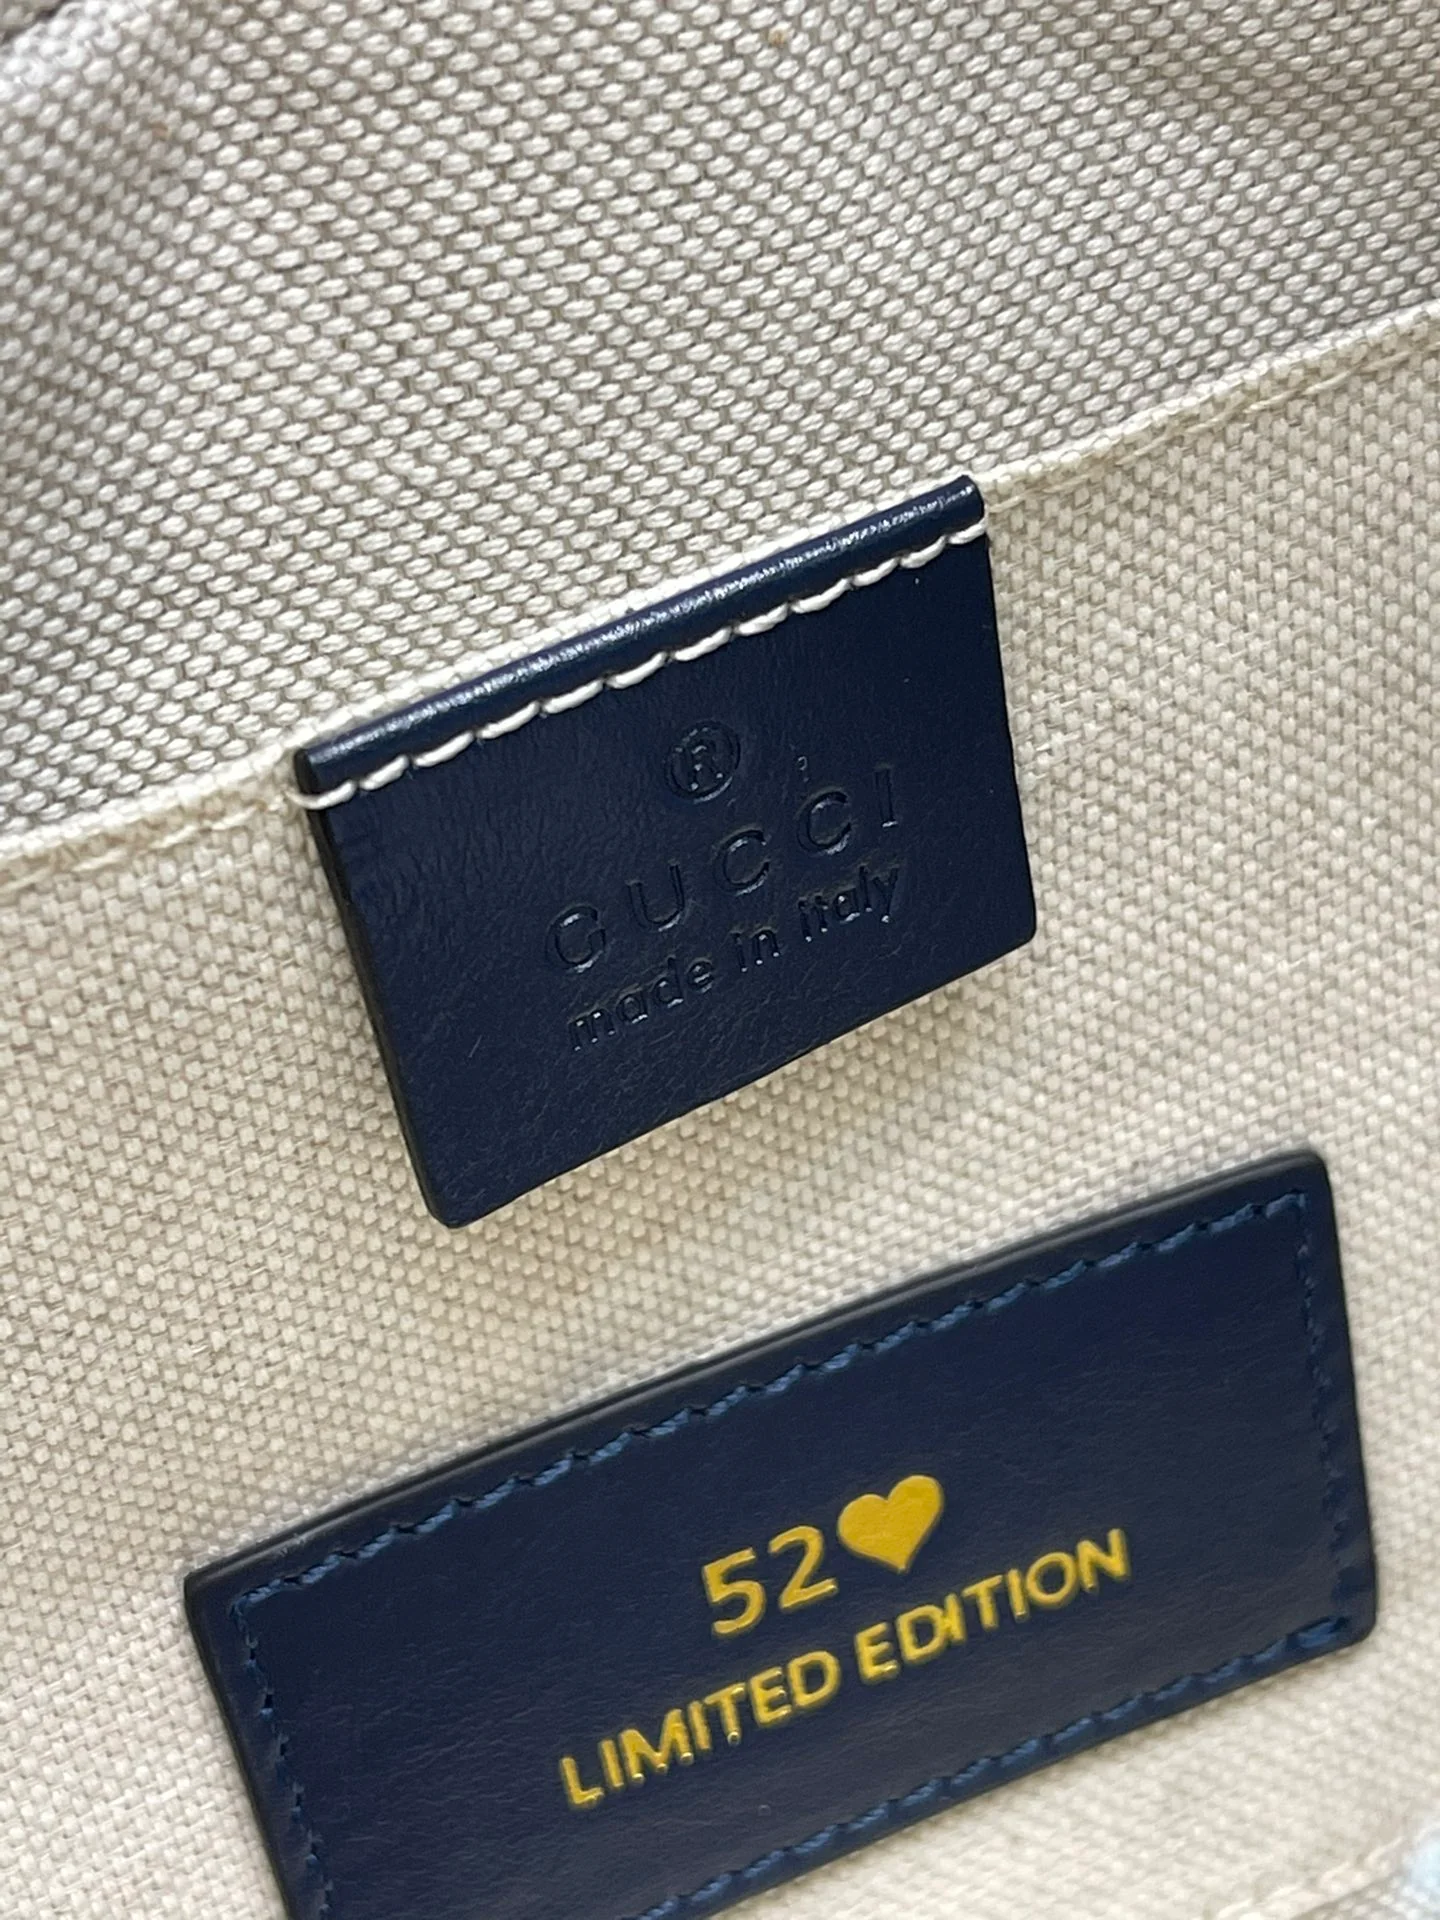 ®
GUCCI
made in italy
52♥
LIMITED EDITION